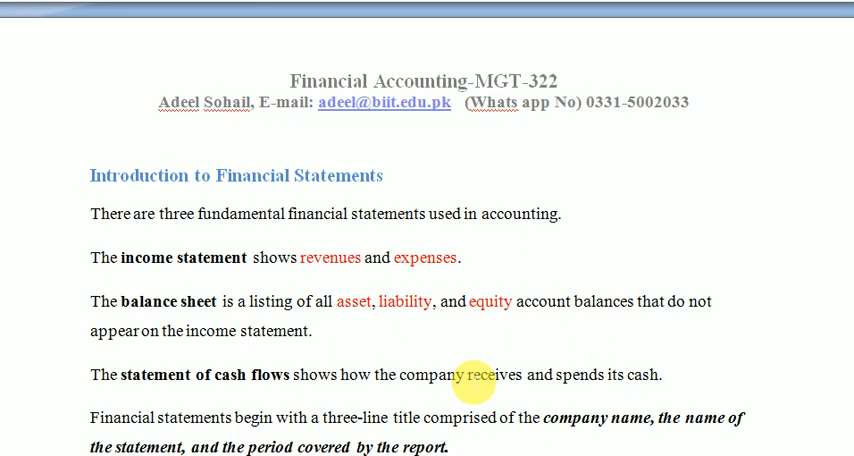 Financial Accounting-MGT-322
Adeel Sohail, E-mail: adeel@biit.edu.pk (Whats app No) 0331-5002033
Introduction to Financial Statements
There are three fundamental financial statements used in accounting.
The income statement shows revenues and expenses.
The balance sheet is a listing of all asset, liability, and equity account balances that do not
appear on the income statement.
The statement of cash flows shows how the company receives and spends its cash.
Financial statements begin with a three-line title comprised of the company name, the name of
the statement, and the period covered by the report.